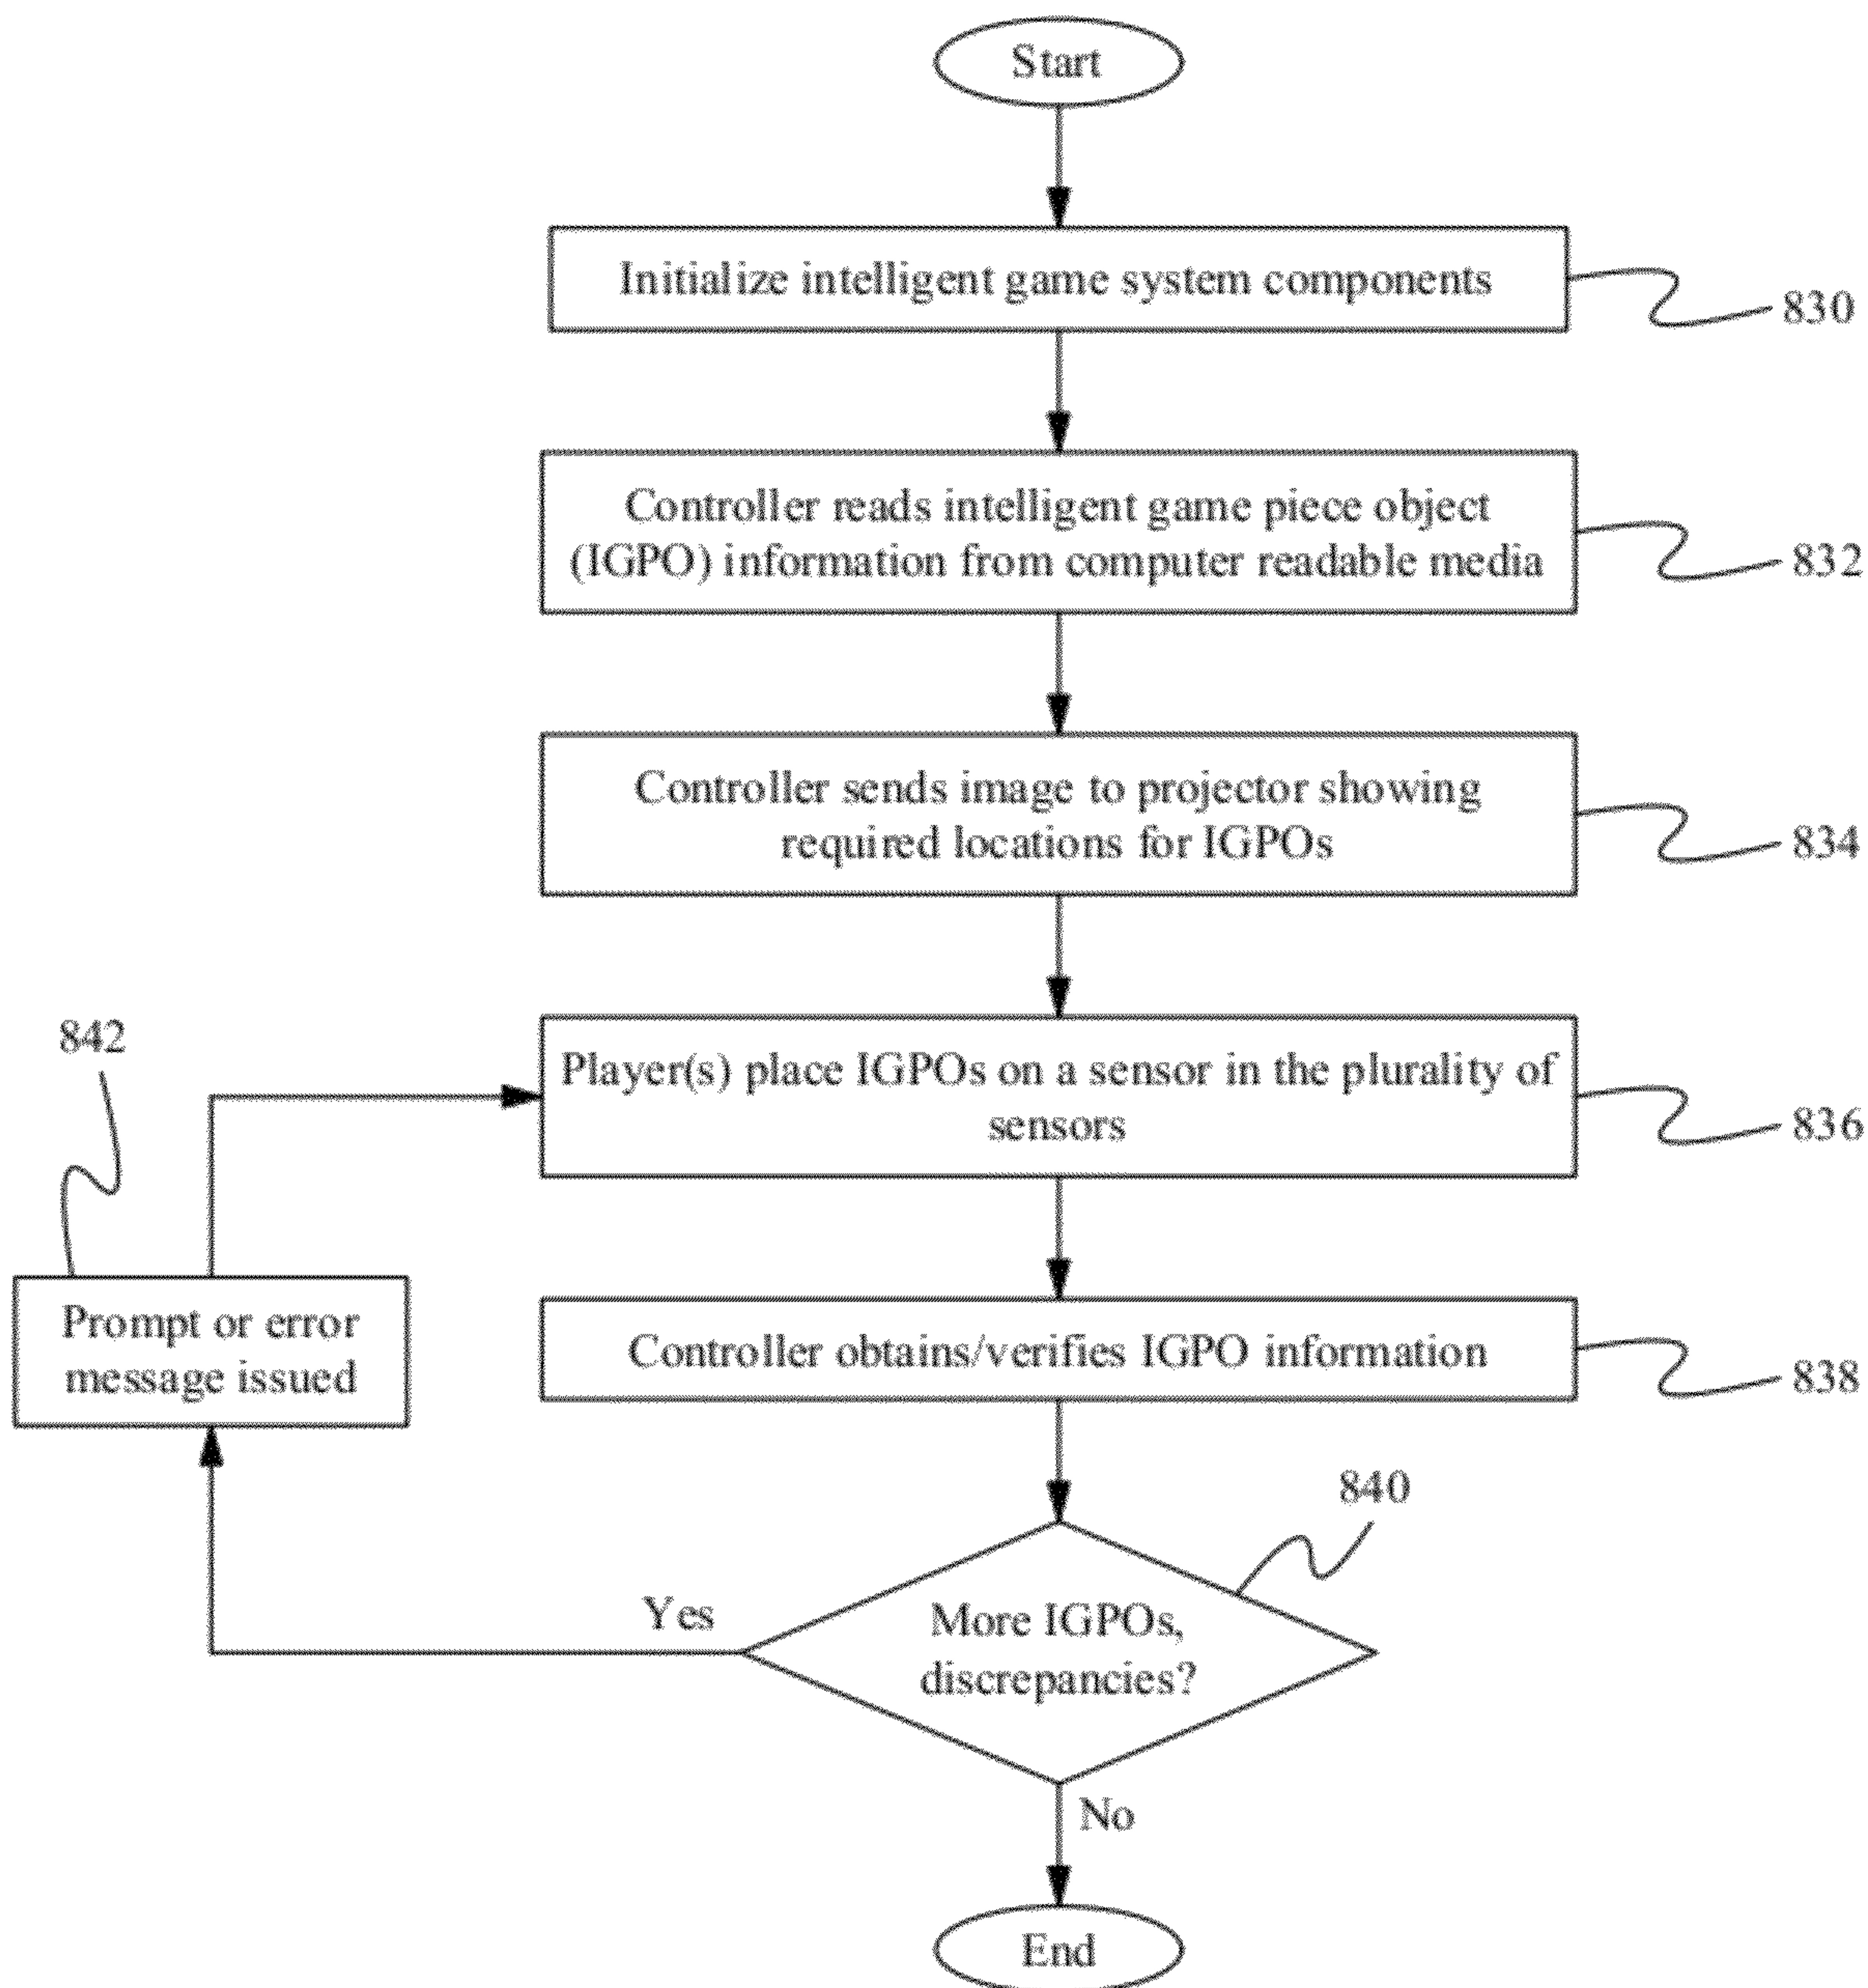 Start
Initialize intelligent game system components
830
Controller reads intelligent game piece object
(IGPO) information from computer readable media
832
Controller sends image to projector showing
required locations for IGPOs
834
842
Player(s) place IGPOs on a sensor in the plurality of
sensors
836
Prompt or error
message issued
Controller obtains/verifies IGPO information
838
840
Yes
More IGPOs,
discrepancies?
No
End